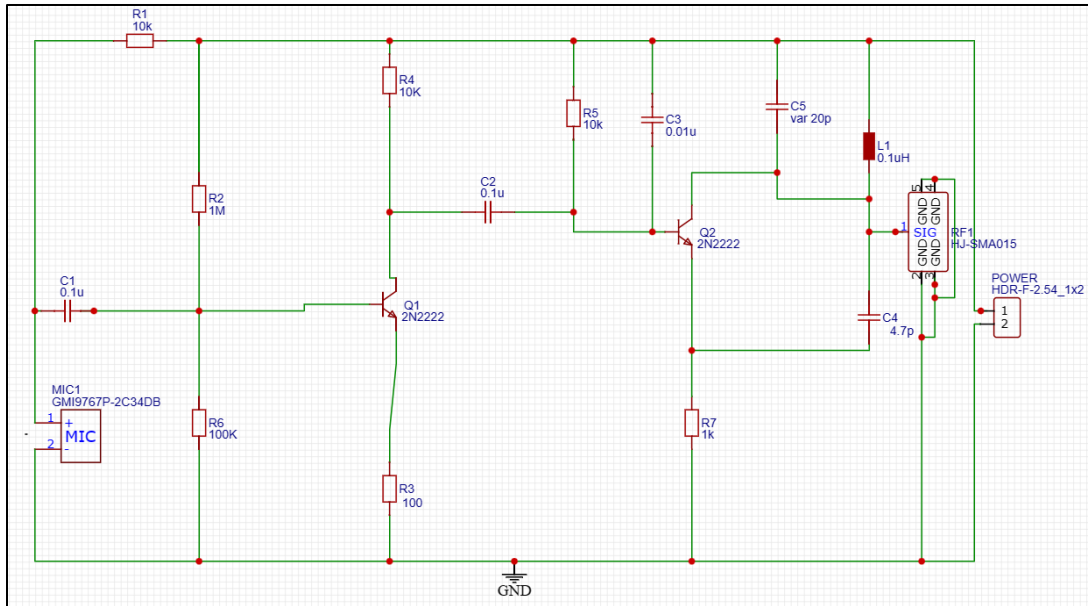 R1
10k
R4
10K
R5
10k
C3
0.01u
C5
var 20p
L1
0.1uH
R2
1M
C2
0.1u
Q2
2N2222
5
4
GND GND
1
SIG
GND GND
2
3
RF1
HJ-SMA015
POWER
HDR-F-2.54_1x2
1
2
C1
0.1u
Q1
2N2222
C4
4.7p
MIC1
GMI9767P-2C34DB
1
+
MIC
2
-
R6
100K
R7
1k
R3
100
GND